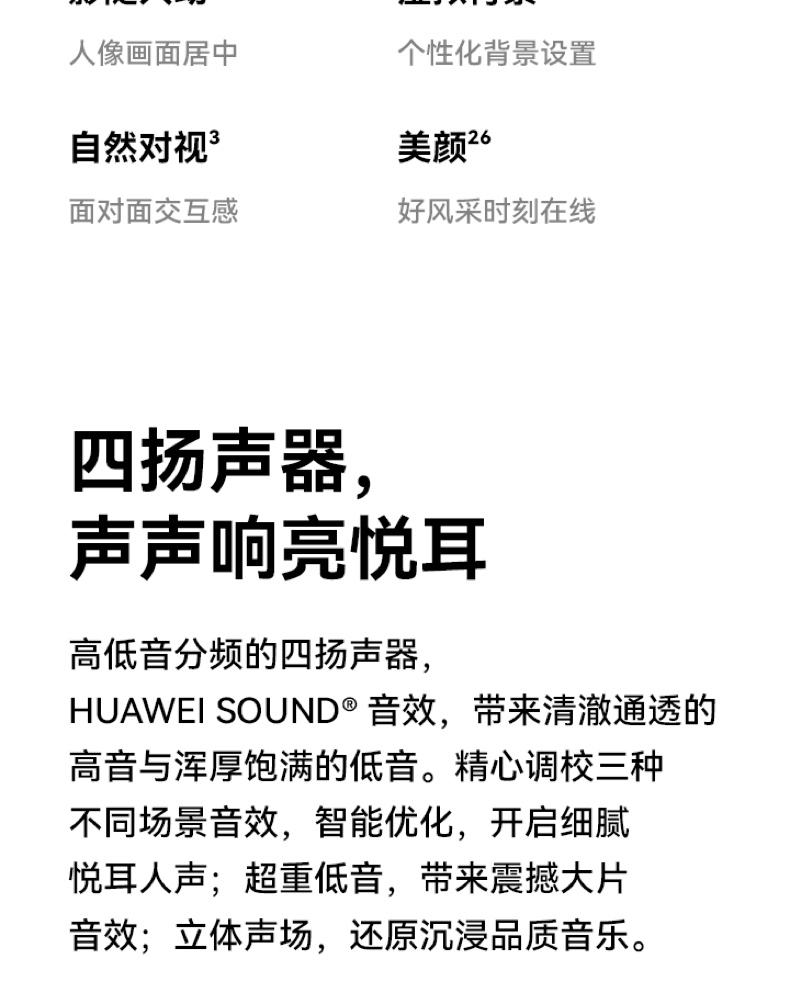 人像画面居中
个性化背景设置
自然对视³
美颜²⁶
面对面交互感
好风采时刻在线
四扬声器，
声声响亮悦耳
高低音分频的四扬声器，
HUAWEI SOUND® 音效，带来清澈通透的
高音与浑厚饱满的低音。精心调校三种
不同场景音效，智能优化，开启细腻
悦耳人声；超重低音，带来震撼大片
音效；立体声场，还原沉浸品质音乐。